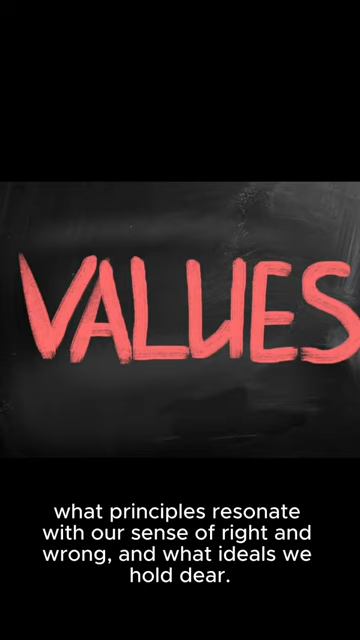 VALUES
what principles resonate
with our sense of right and
wrong, and what ideals we
hold dear.